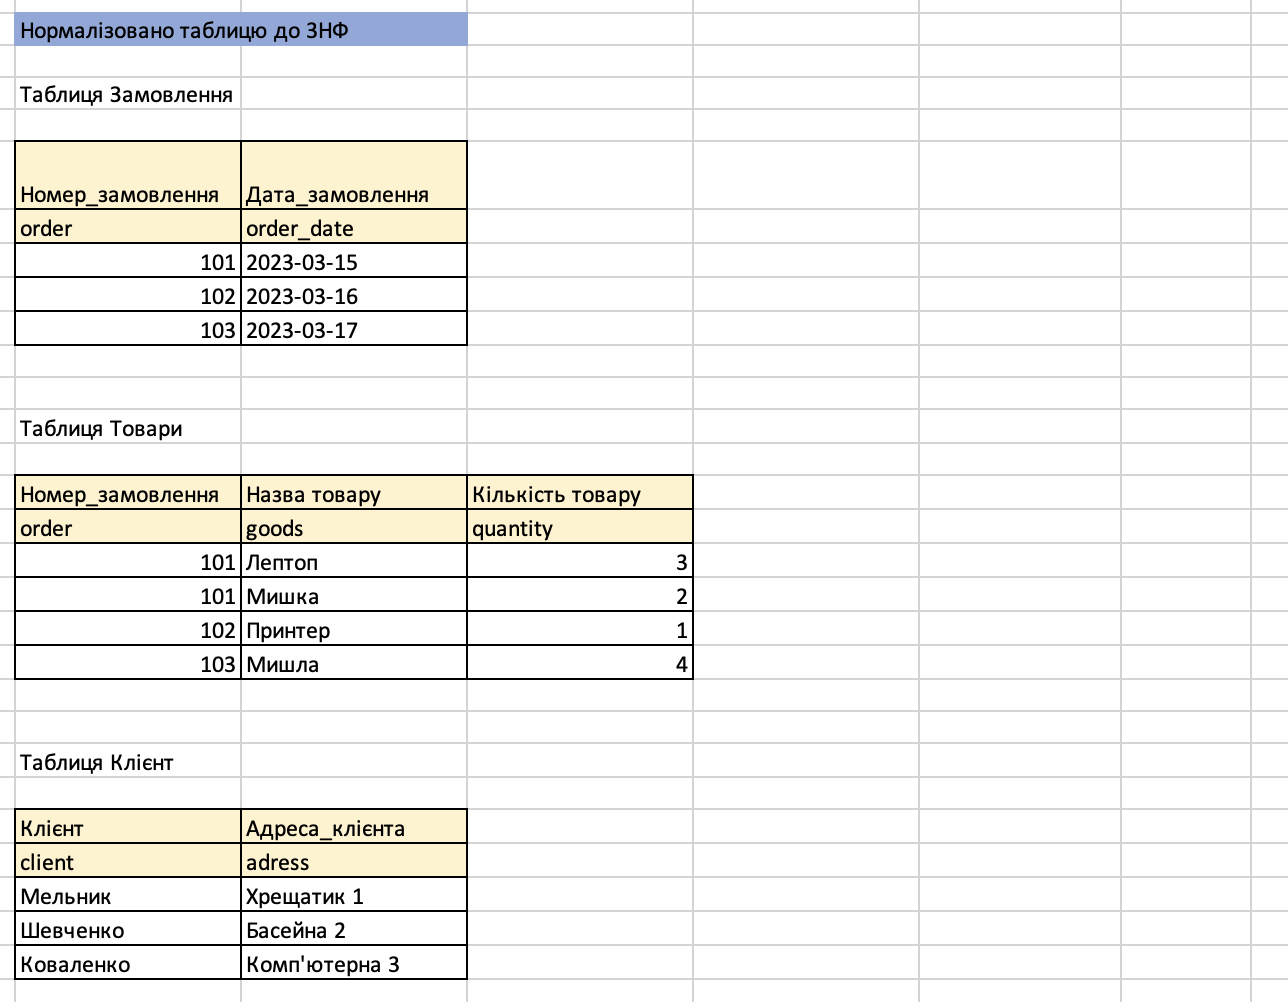 Нормалізовано таблицю до 3НФ
Таблиця Замовлення
Номер_замовлення Дата_замовлення
order order_date
101 2023-03-15
102 2023-03-16
103 2023-03-17
Таблиця Товари
Номер_замовлення Назва товару Кількість товару
order goods quantity
101 Лептоп 3
101 Мишка 2
102 Принтер 1
103 Мишла 4
Таблиця Клієнт
Клієнт Адреса_клієнта
client adress
Мельник Хрещатик 1
Шевченко Басейна 2
Коваленко Комп'ютерна 3